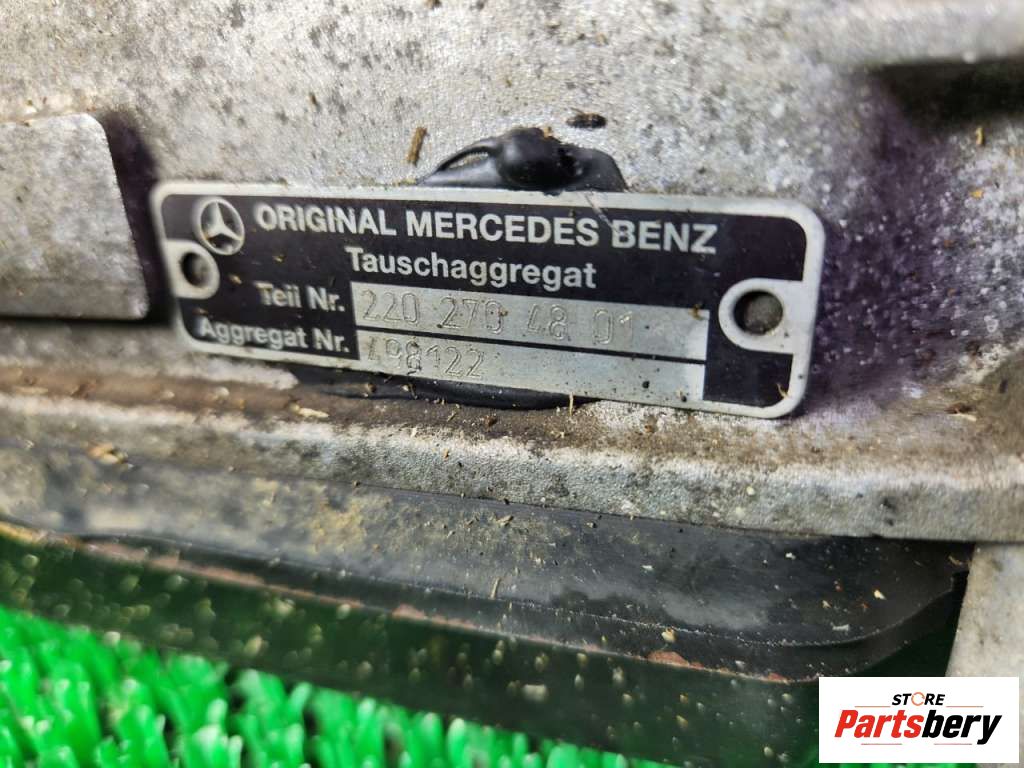 ORIGINAL MERCEDES BENZ
Tauschaggregat
Teil Nr. 220 270 48 01
Aggregat Nr. 498122
STORE
Partsbery